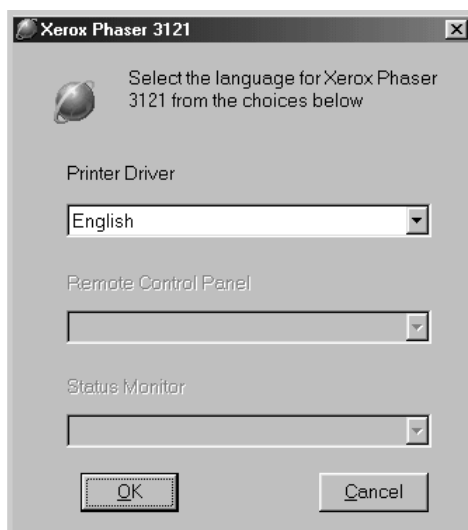 Xerox Phaser 3121
Select the language for Xerox Phaser
3121 from the choices below
Printer Driver
English
Remote Control Panel
Status Monitor
OK
Cancel